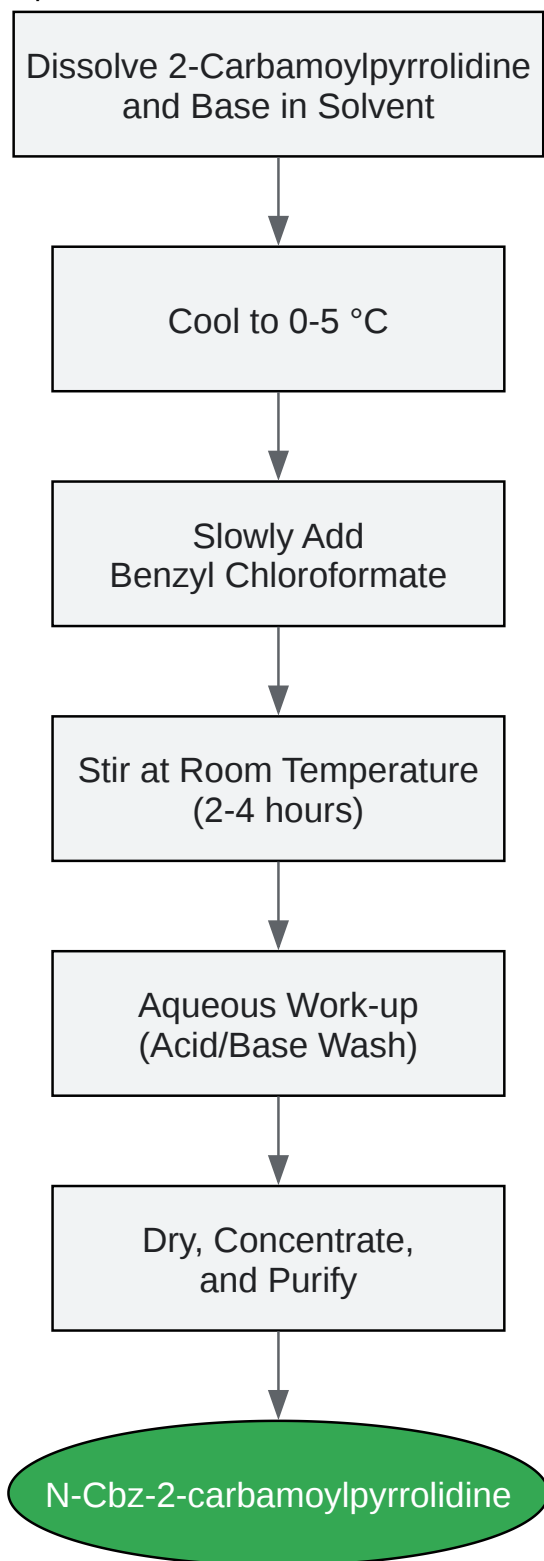 Dissolve 2-Carbamoylpyrrolidine
and Base in Solvent
Cool to 0-5 °C
Slowly Add
Benzyl Chloroformate
Stir at Room Temperature
(2-4 hours)
Aqueous Work-up
(Acid/Base Wash)
Dry, Concentrate,
and Purify
N-Cbz-2-carbamoylpyrrolidine